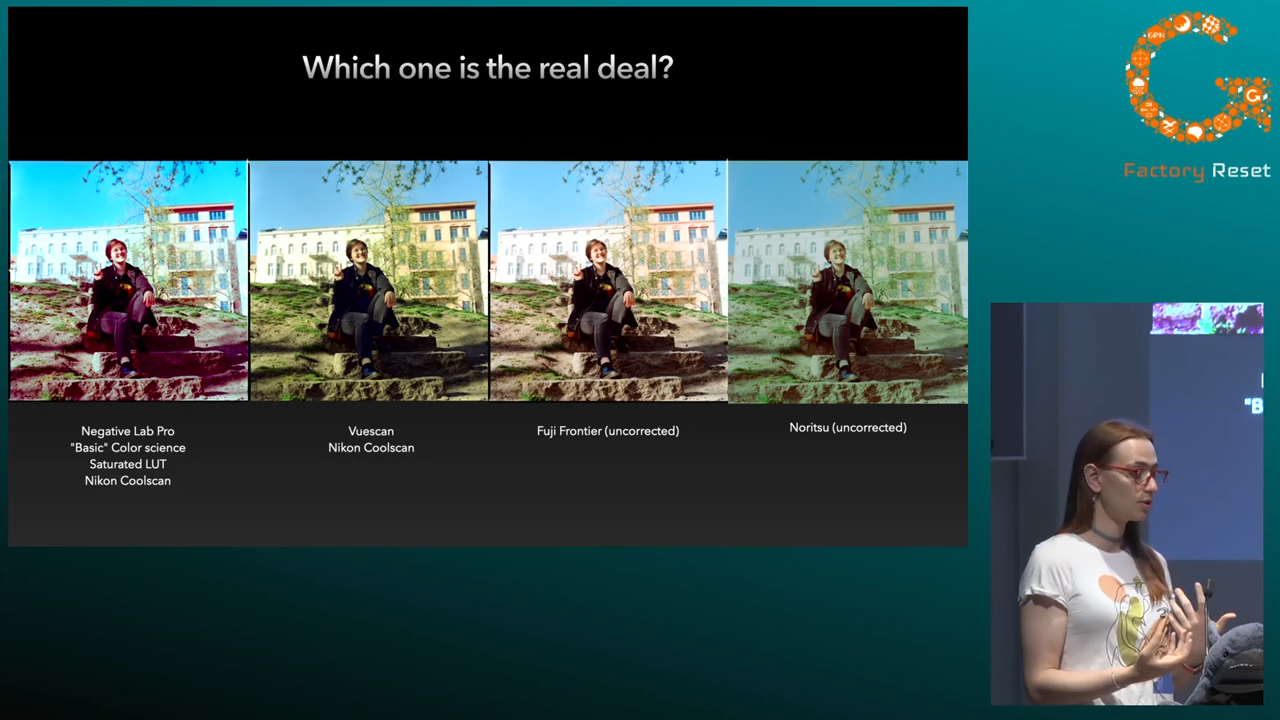 Which one is the real deal?
Negative Lab Pro
"Basic" Color science
Saturated LUT
Nikon Coolscan
Vuescan
Nikon Coolscan
Fuji Frontier (uncorrected)
Noritsu (uncorrected)
GPN
G
Factory Reset
"B